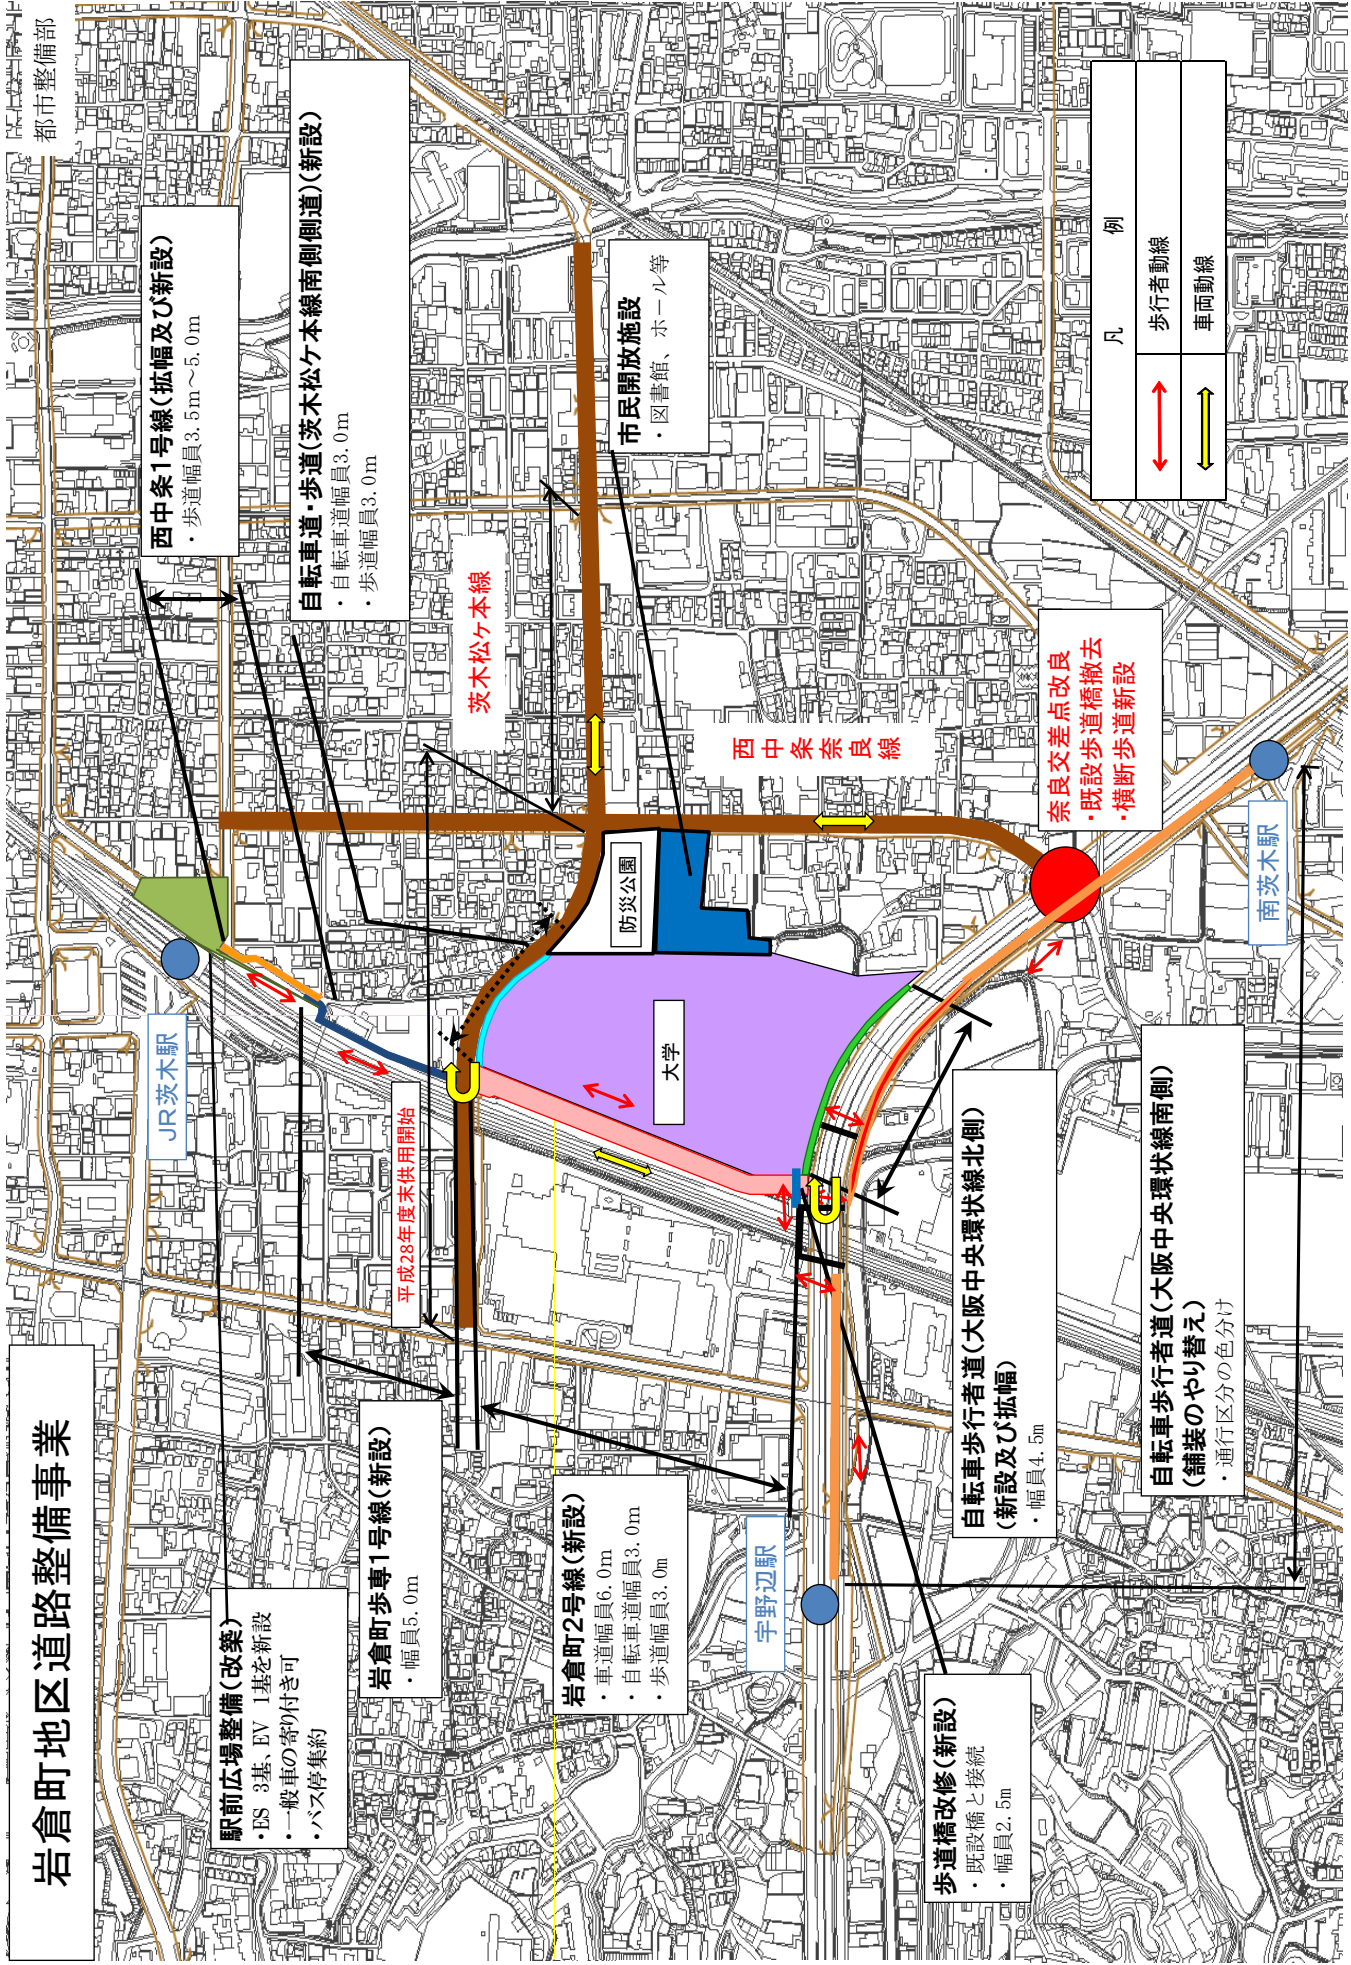 岩倉町地区道路整備事業
都市整備部
駅前広場整備(改築)
・ES 3基、EV 1基を新設
・一般車の寄り付き可
・バス停集約
JR茨木駅
西中条1号線(拡幅及び新設)
・歩道幅員3.5m～5.0m
自転車道・歩道(茨木松ケ本線南側側道)(新設)
・自転車道幅員3.0m
・歩道幅員3.0m
岩倉町歩専1号線(新設)
・幅員5.0m
平成28年度末供用開始
茨木松ケ本線
岩倉町2号線(新設)
・車道幅員6.0m
・自転車道幅員3.0m
・歩道幅員3.0m
大学
防災公園
市民開放施設
・図書館、ホール等
宇野辺駅
西中条奈良線
歩道橋改修(新設)
・既設橋と接続
・幅員2.5m
自転車歩行者道(大阪中央環状線北側)
(新設及び拡幅)
・幅員4.5m
奈良交差点改良
・既設歩道橋撤去
・横断歩道新設
自転車歩行者道(大阪中央環状線南側)
(舗装のやり替え)
・通行区分の色分け
南茨木駅
凡　例
歩行者動線
車両動線